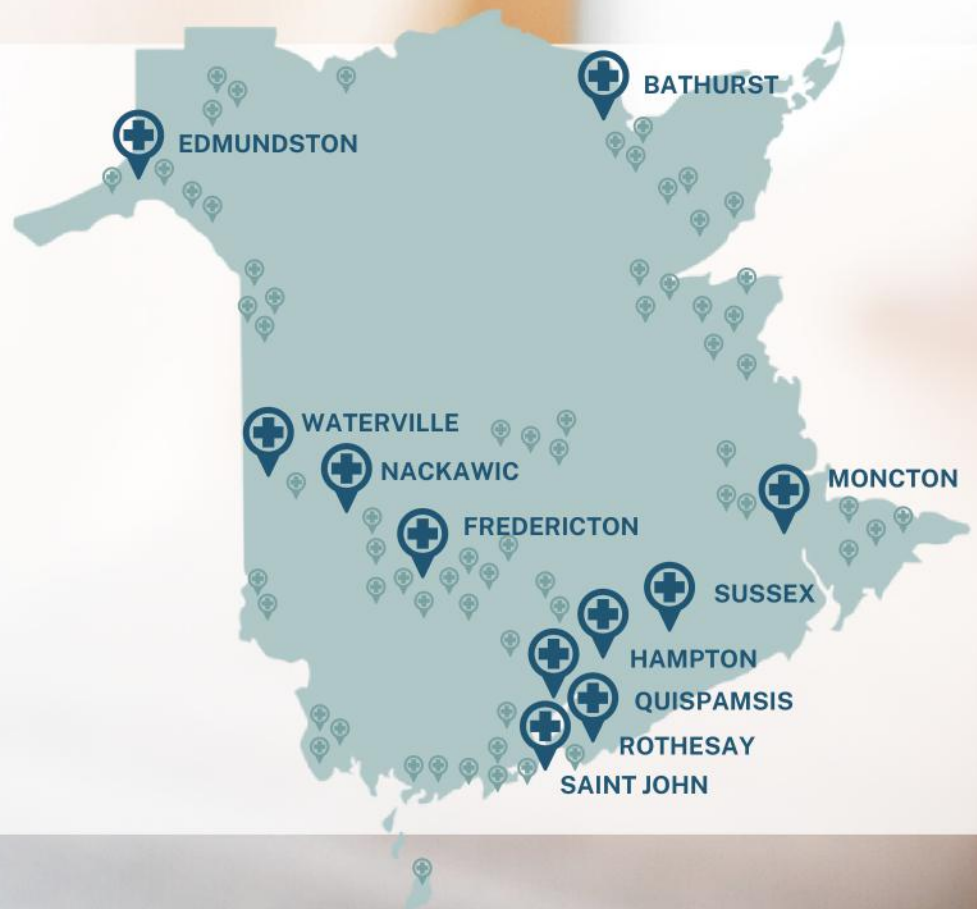 BATHURST
EDMUNDSTON
WATERVILLE
NACKAWIC
MONCTON
FREDERICTON
SUSSEX
HAMPTON
QUISPAMSIS
ROTHESAY
SAINT JOHN